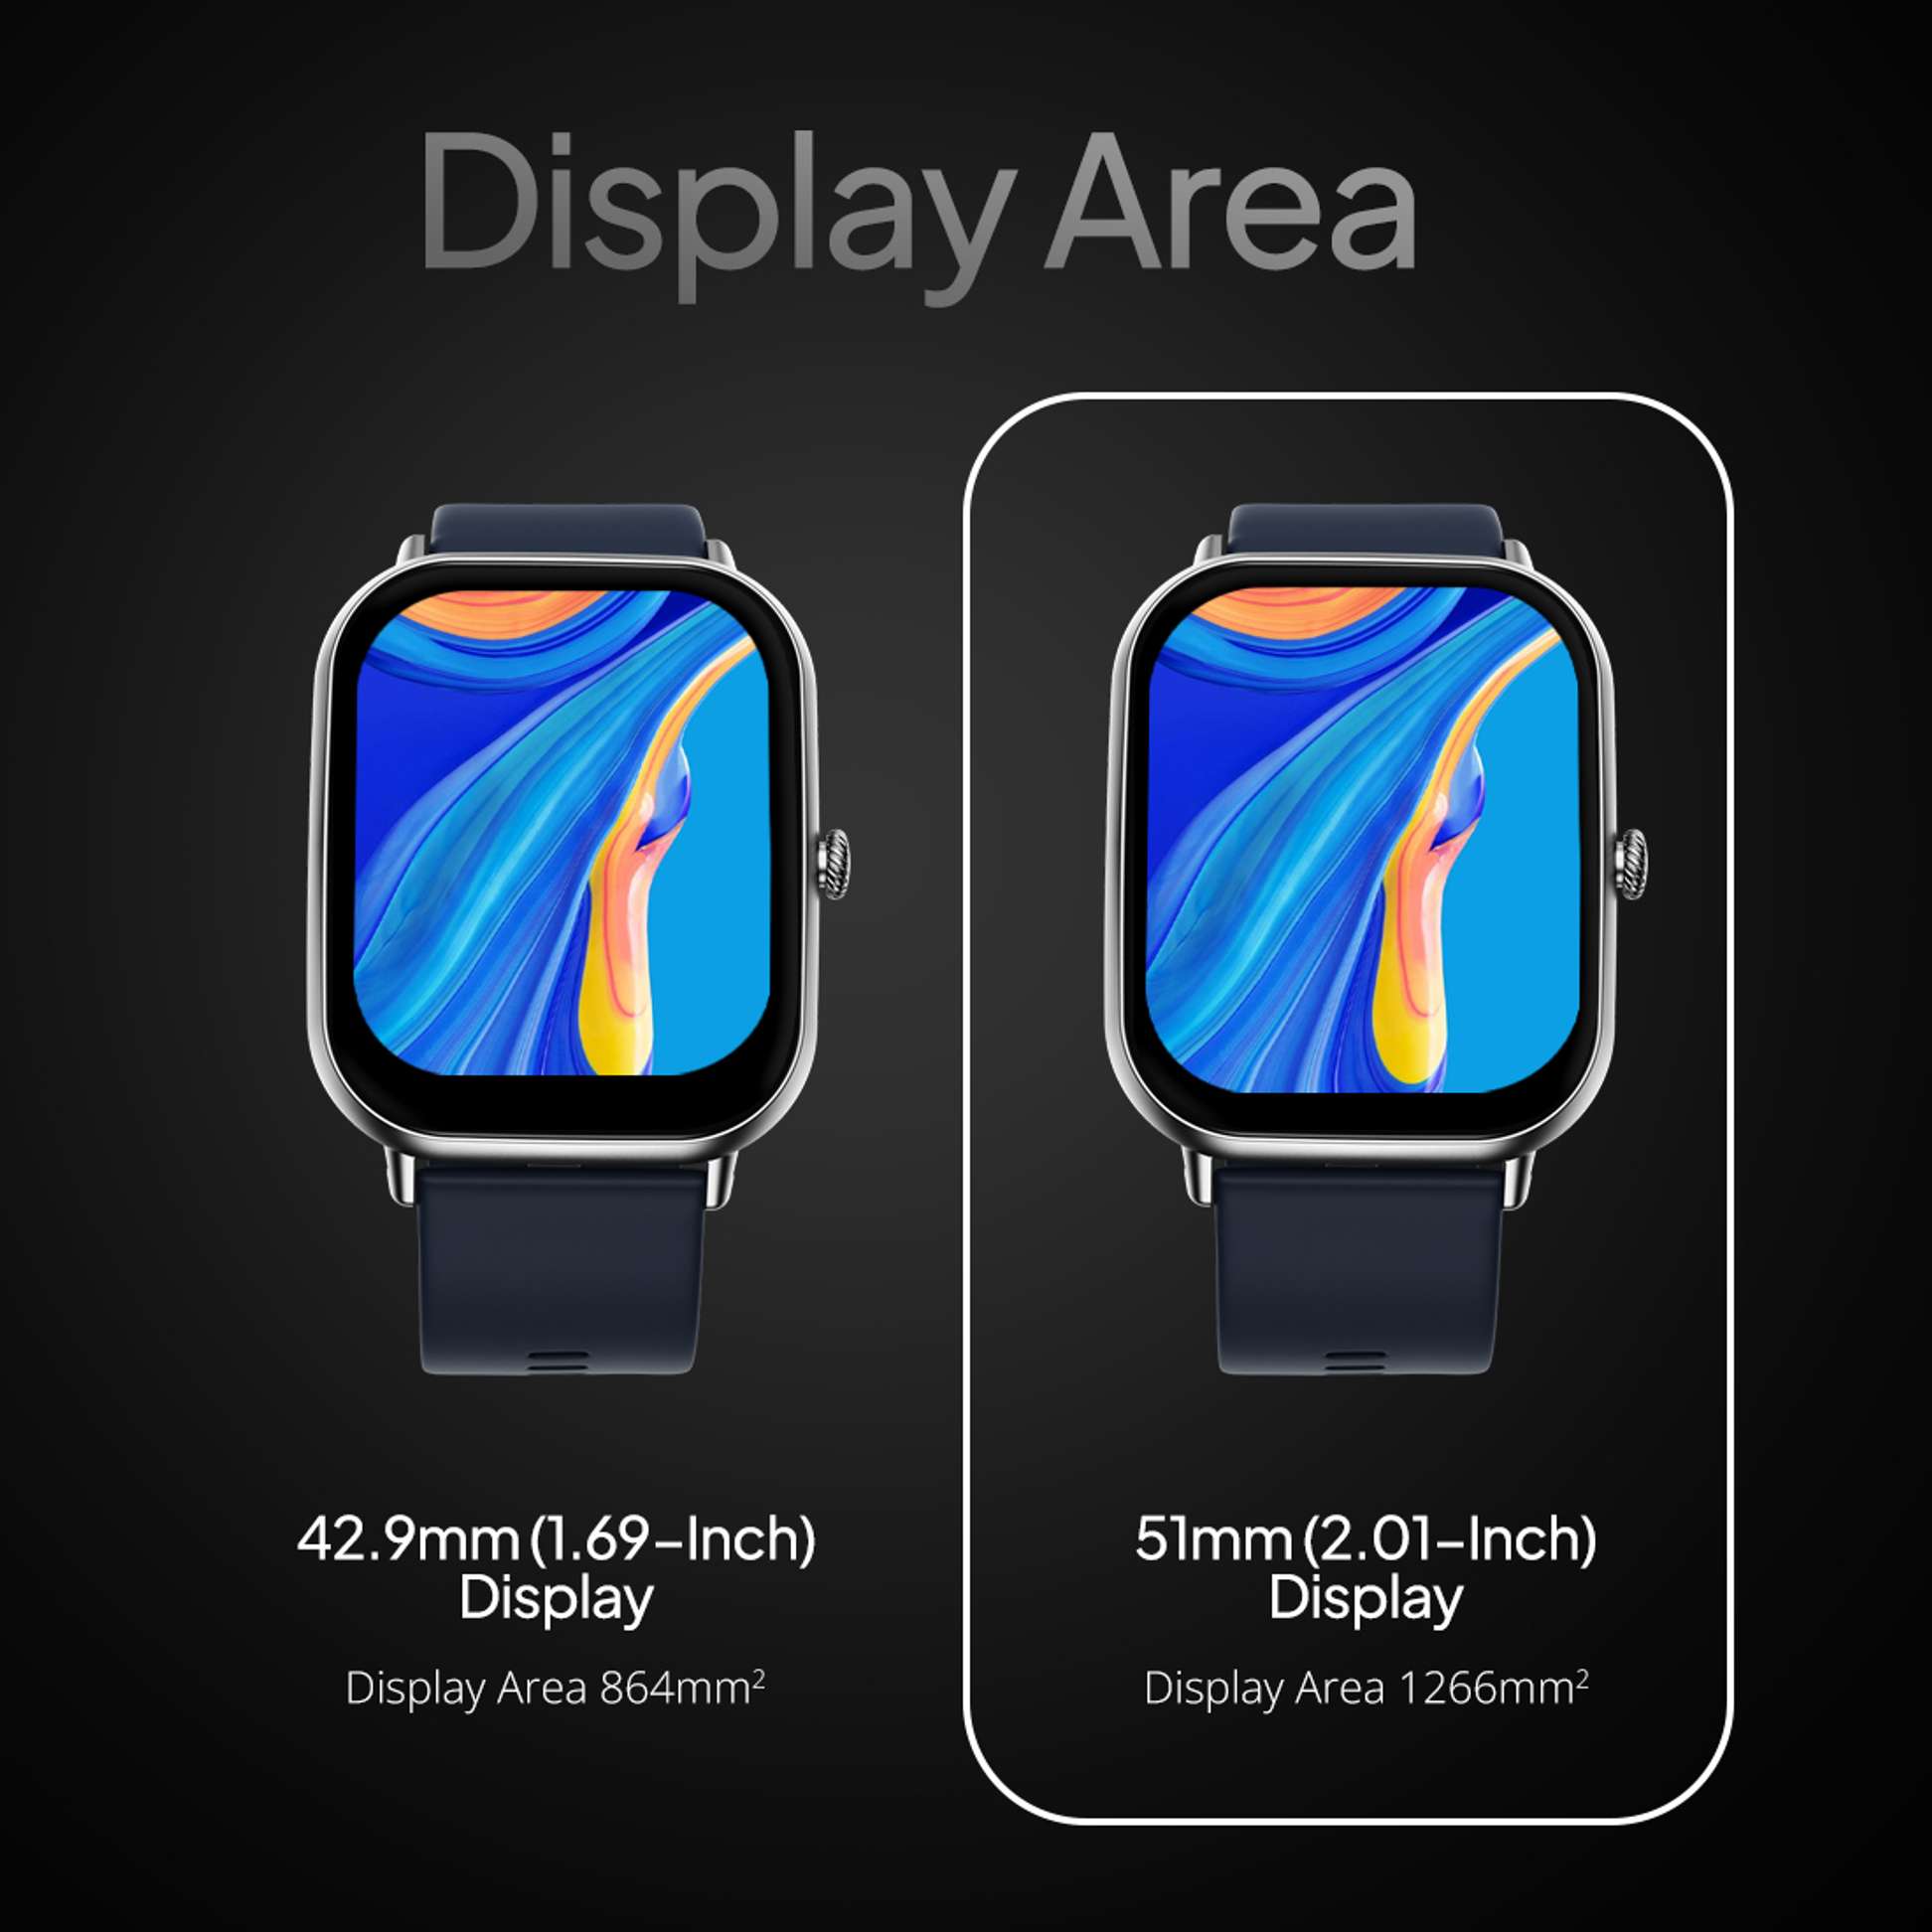 Display Area
42.9mm (1.69-Inch)
Display
Display Area 864mm²
51mm (2.01-Inch)
Display
Display Area 1266mm²